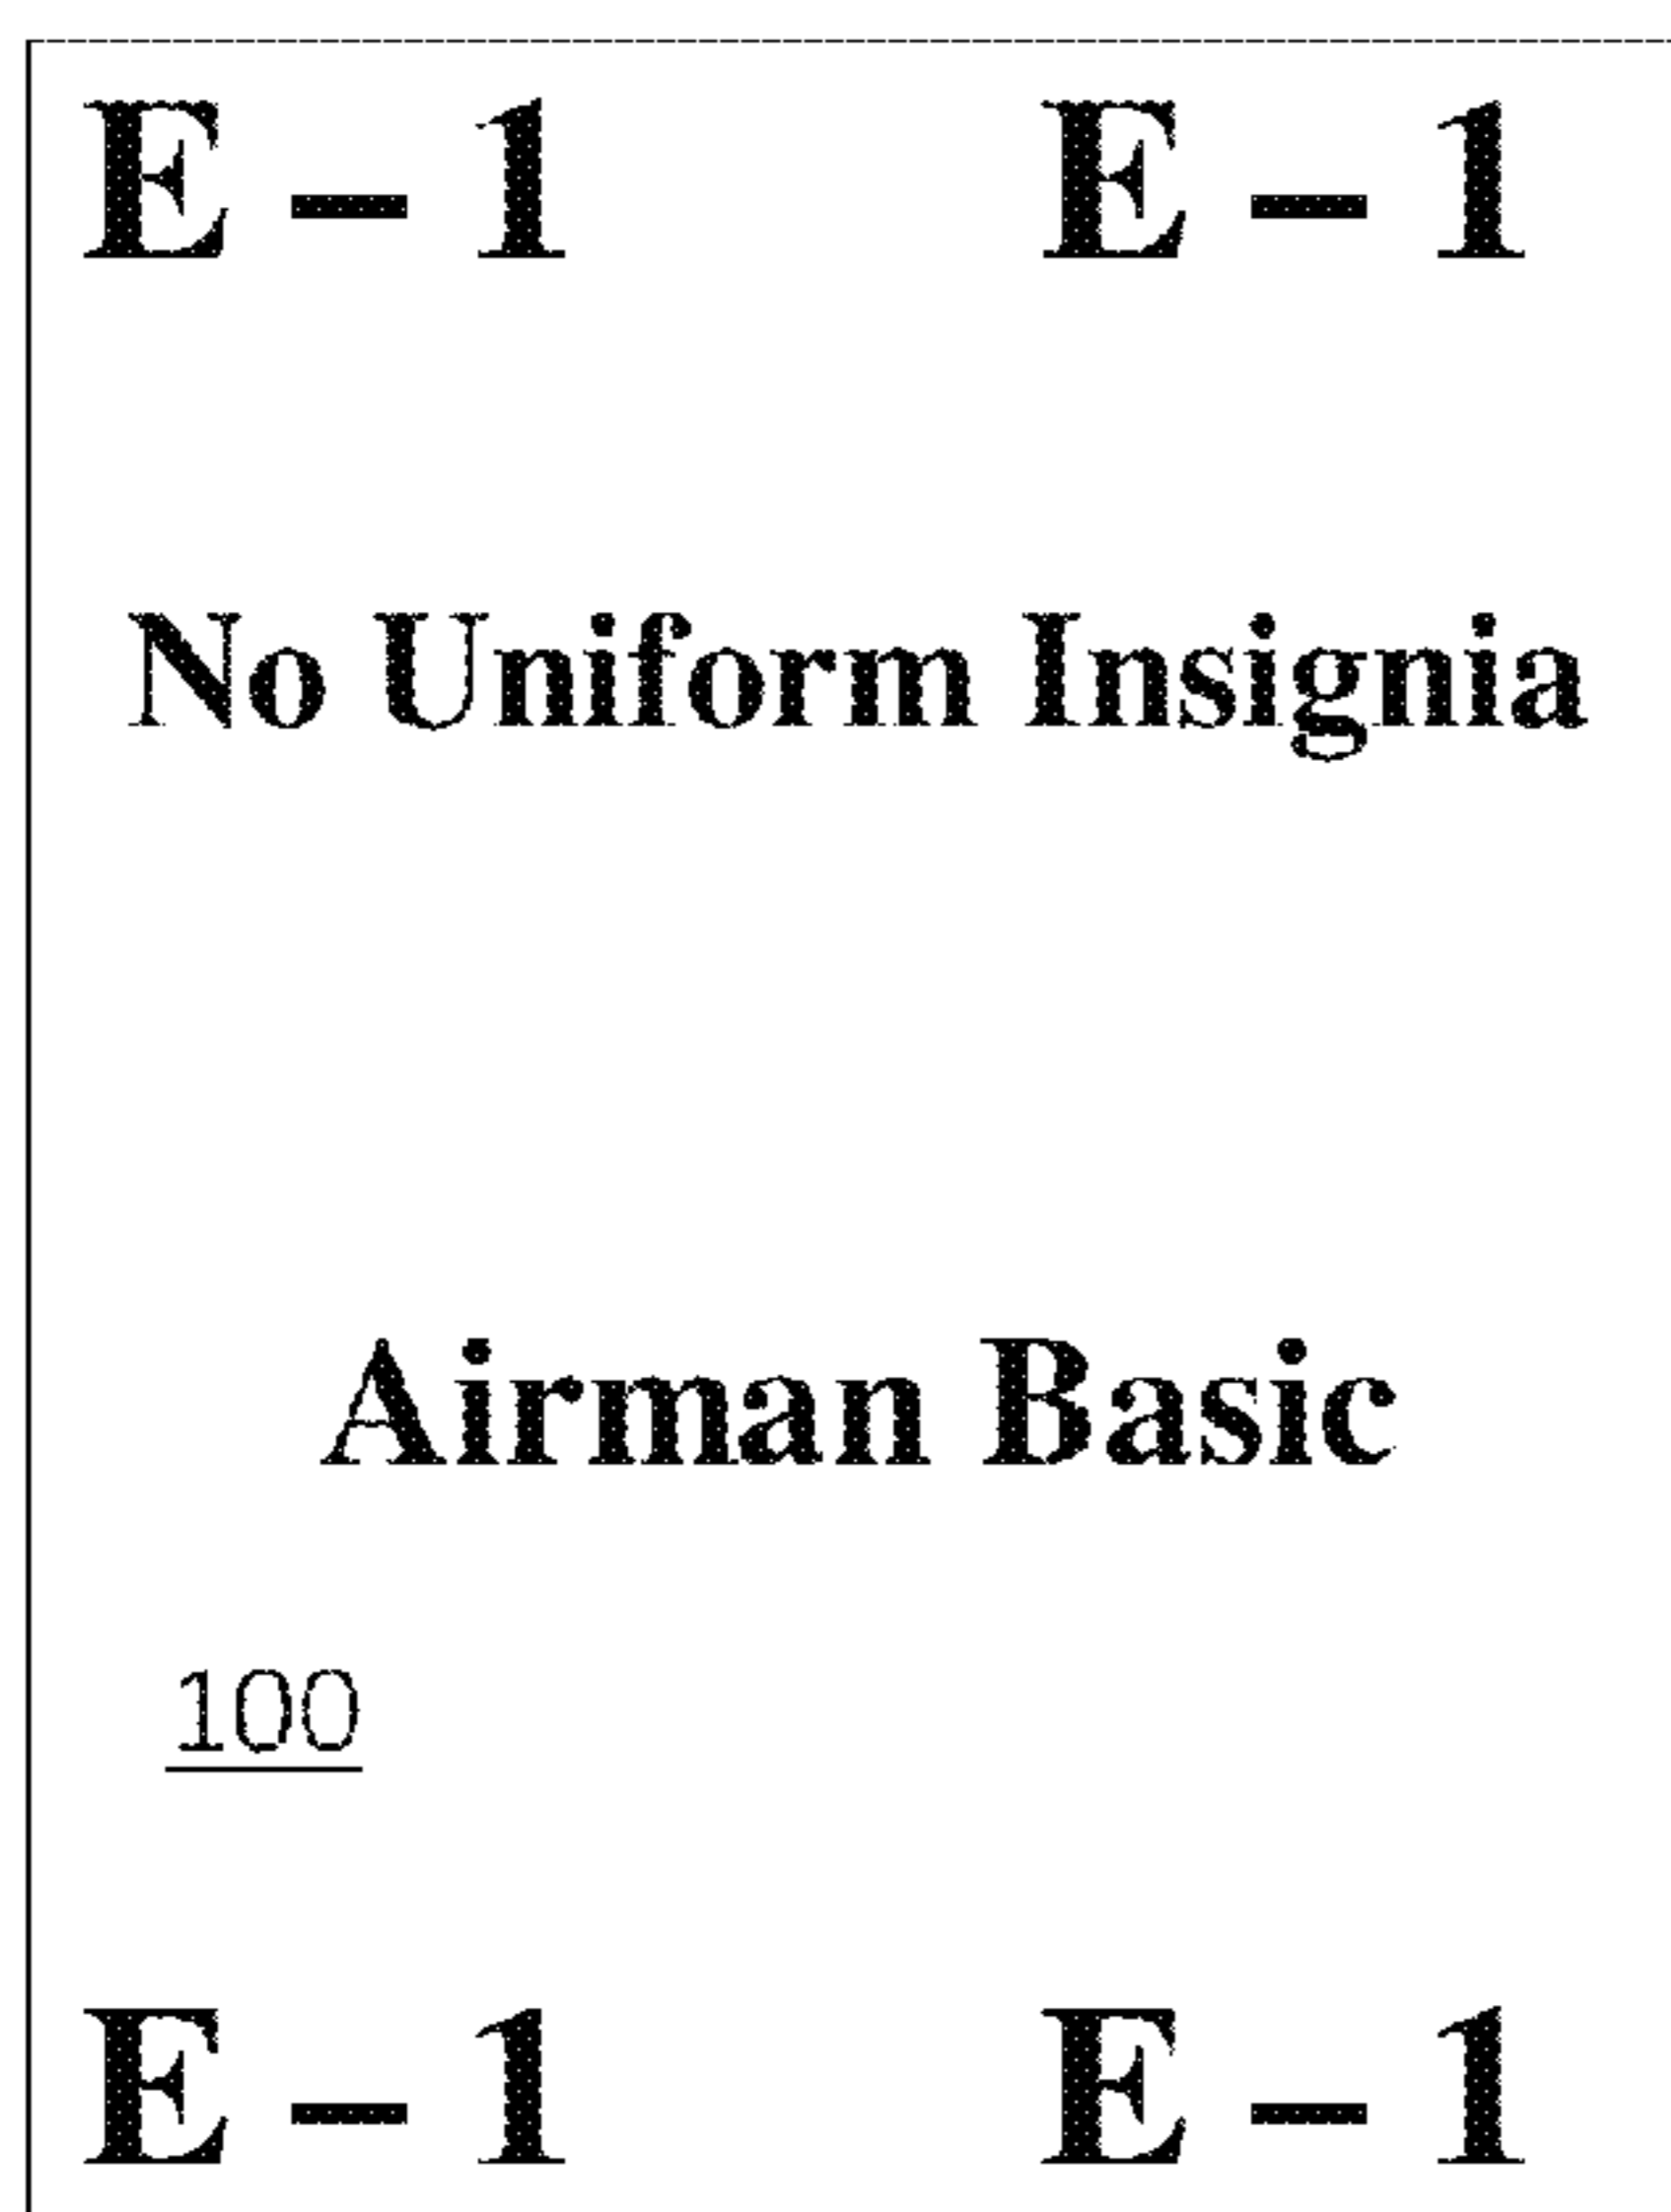 E – 1 E – 1
No Uniform Insignia
Airman Basic
100
E – 1 E – 1